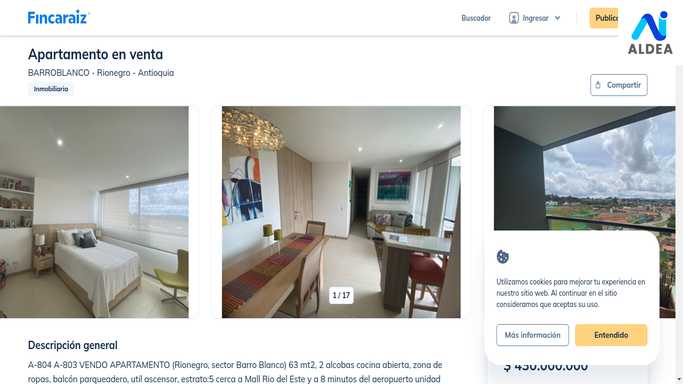 Fincaraiz
Buscador
Ingresar
Publica
ALDEA
Apartamento en venta
BARROBLANCO - Rionegro - Antioquia
Inmobiliario
Compartir
1 / 17
Utilizamos cookies para mejorar tu experiencia en
nuestro sitio web. Al continuar en el sitio
consideramos que aceptas su uso.
Más información
Entendido
$ 430.000.000
Descripción general
A-804 A-803 VENDO APARTAMENTO (Rionegro, sector Barro Blanco) 63 mt2, 2 alcobas cocina abierta, zona de
ropas, balcón parqueadero, util ascensor, estrato:5 cerca a Mall Rio del Este y a 8 minutos del aeropuerto unidad